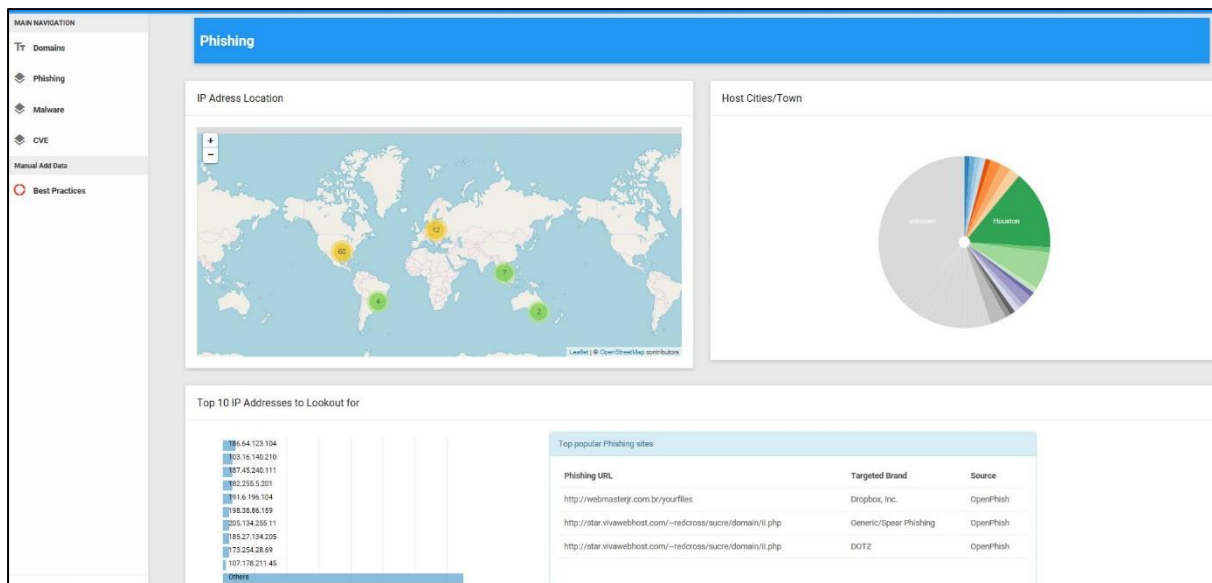 MAIN NAVIGATION
Domains
Phishing
Malware
CVE
Manual Add Data
Best Practices
Phishing
IP Adress Location
+
-
60
12
7
4
2
Leaflet | © OpenStreetMap contributors
Host Cities/Town
unknown
Houston
Top 10 IP Addresses to Lookout for
186.64.123.104
103.16.140.210
187.45.240.111
182.255.5.201
191.6.196.104
198.38.86.159
205.134.255.11
185.27.134.205
173.254.28.69
107.178.211.45
Others
Top popular Phishing sites
Phishing URL Targeted Brand Source
http://webmasterjr.com.br/yourfiles Dropbox, Inc. OpenPhish
http://star.vivawebhost.com/~redcross/sucre/domain/ii.php Generic/Spear Phishing OpenPhish
http://star.vivawebhost.com/~redcross/sucre/domain/ii.php DOTZ OpenPhish